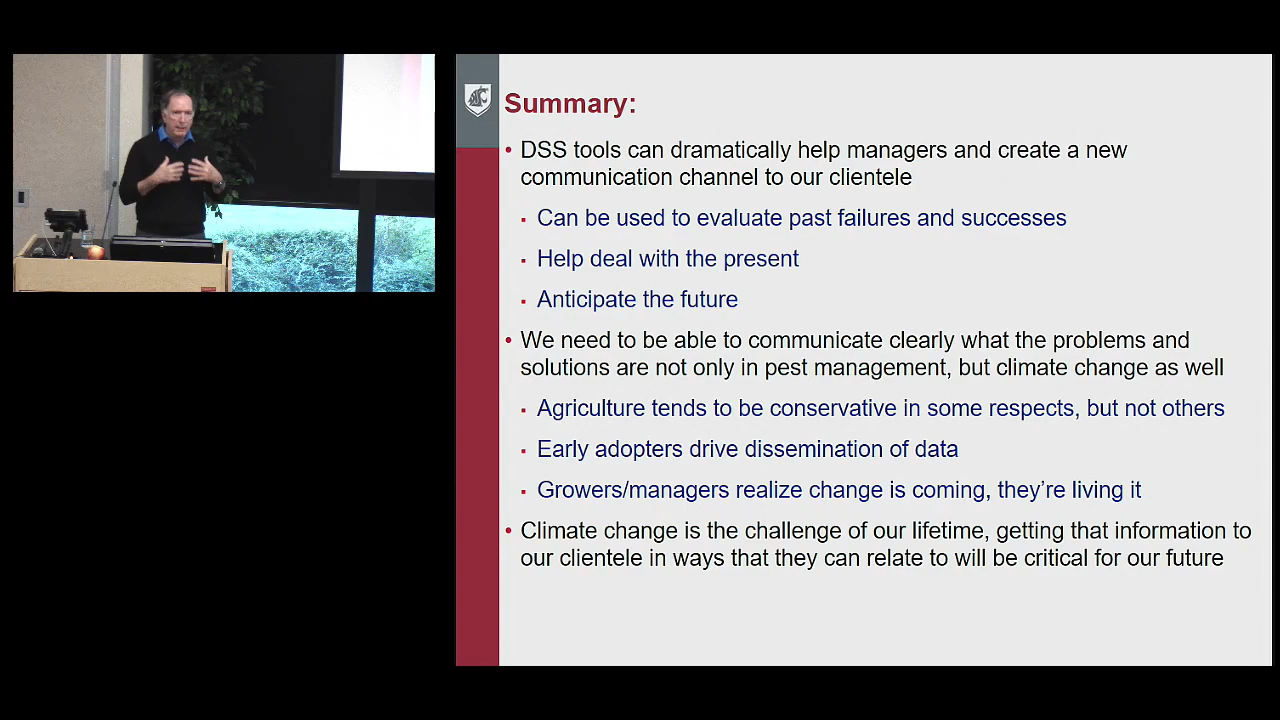 Summary:
• DSS tools can dramatically help managers and create a new
communication channel to our clientele
▪ Can be used to evaluate past failures and successes
▪ Help deal with the present
▪ Anticipate the future
• We need to be able to communicate clearly what the problems and
solutions are not only in pest management, but climate change as well
▪ Agriculture tends to be conservative in some respects, but not others
▪ Early adopters drive dissemination of data
▪ Growers/managers realize change is coming, they’re living it
• Climate change is the challenge of our lifetime, getting that information to
our clientele in ways that they can relate to will be critical for our future